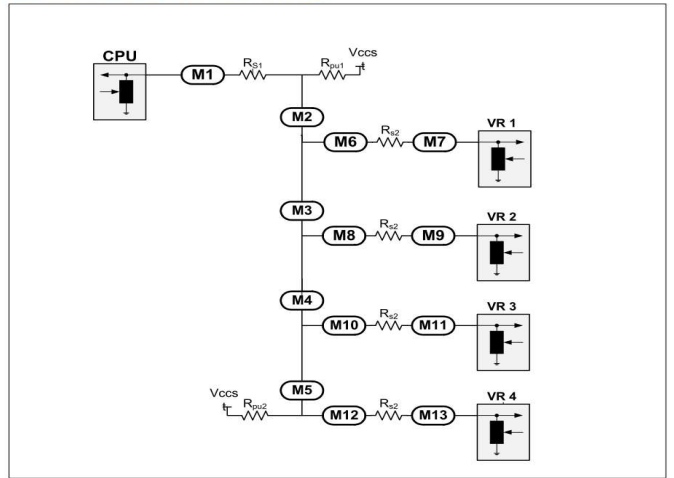 CPU
M1
RS1
Rpu1
Vccs
M2
M6
Rs2
M7
VR 1
M3
M8
Rs2
M9
VR 2
M4
M10
Rs2
M11
VR 3
M5
Vccs
Rpu2
M12
Rs2
M13
VR 4